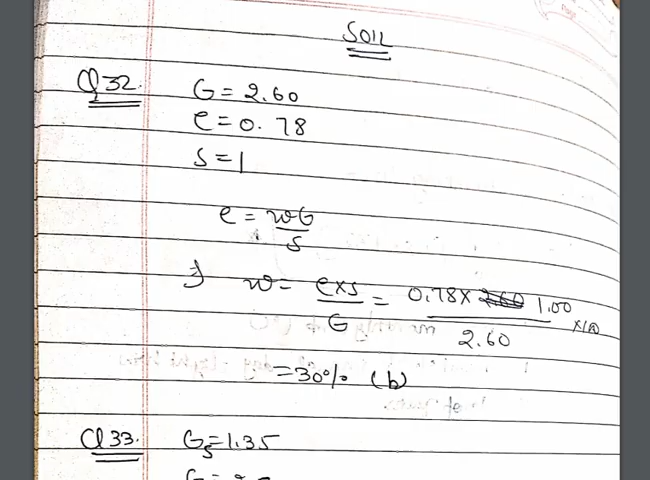 SOIL
Q32. G = 2.60
e = 0.78
S = 1
e = wG / S
⇒ w = e×s / G = 0.78 × 1.00 / 2.60 ×100
= 30% (b)
Q33. Gs = 1.35